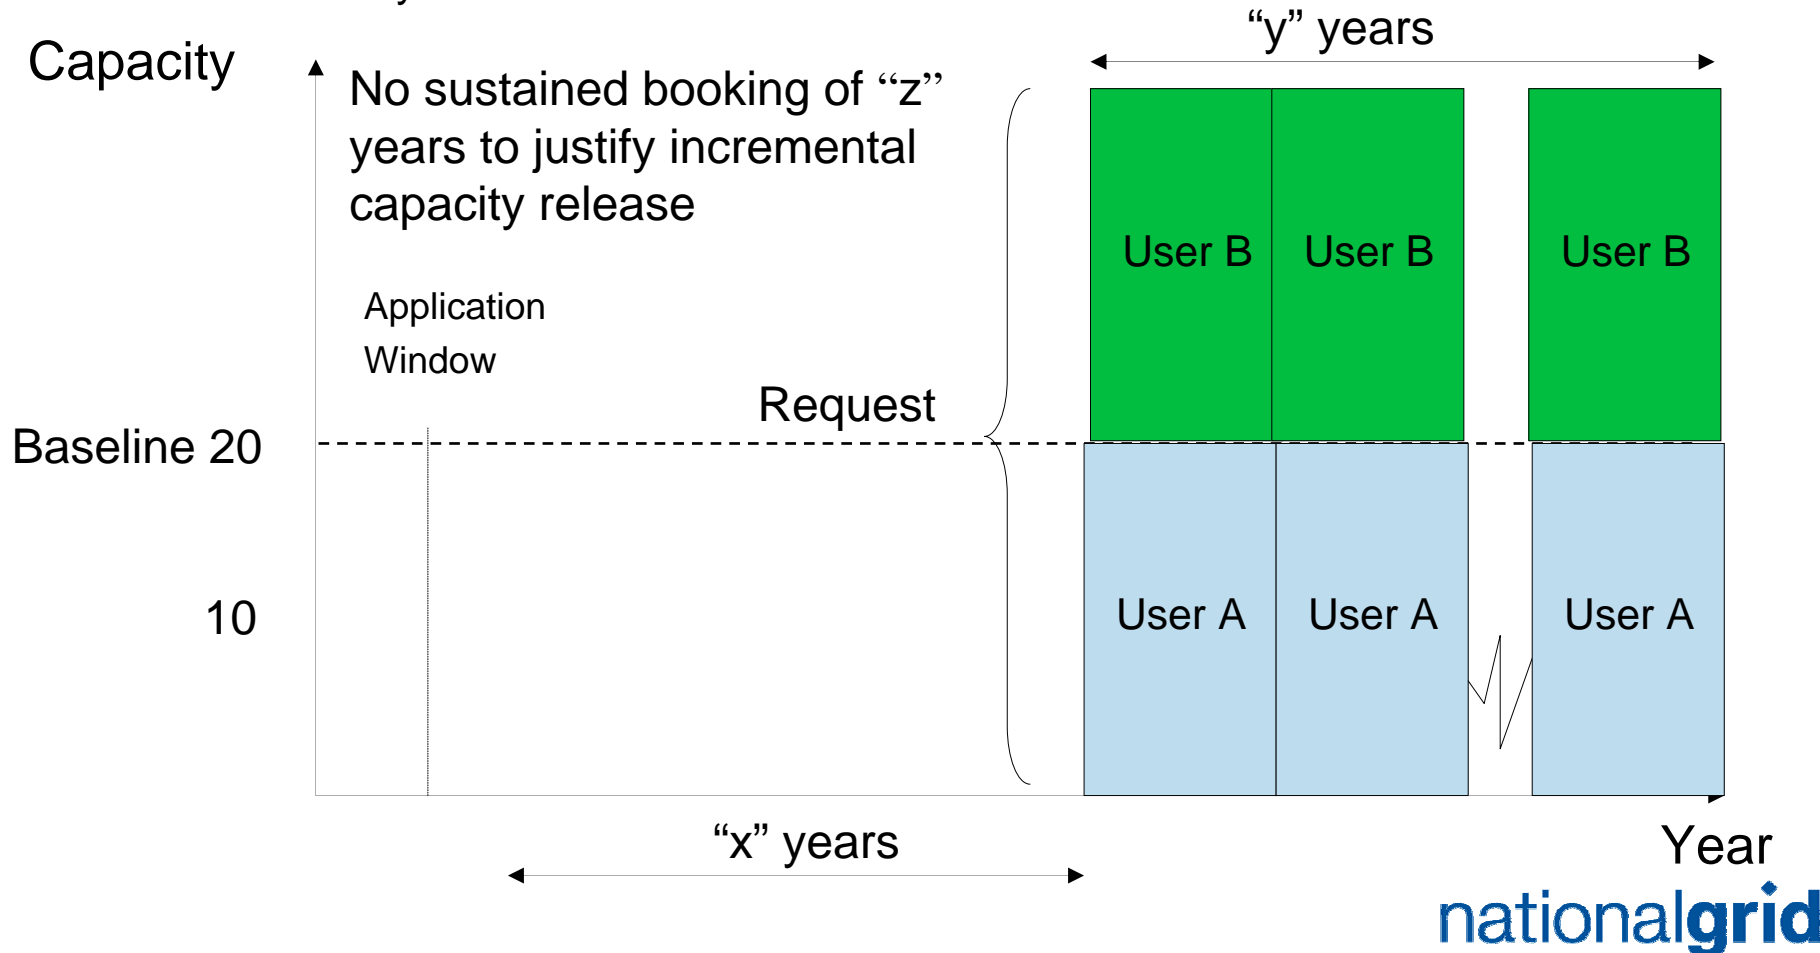 “y” years
Capacity
No sustained booking of “z”
years to justify incremental
capacity release
User B
User B
User B
Application
Window
Request
Baseline 20
10
User A
User A
User A
“x” years
Year
nationalgrid